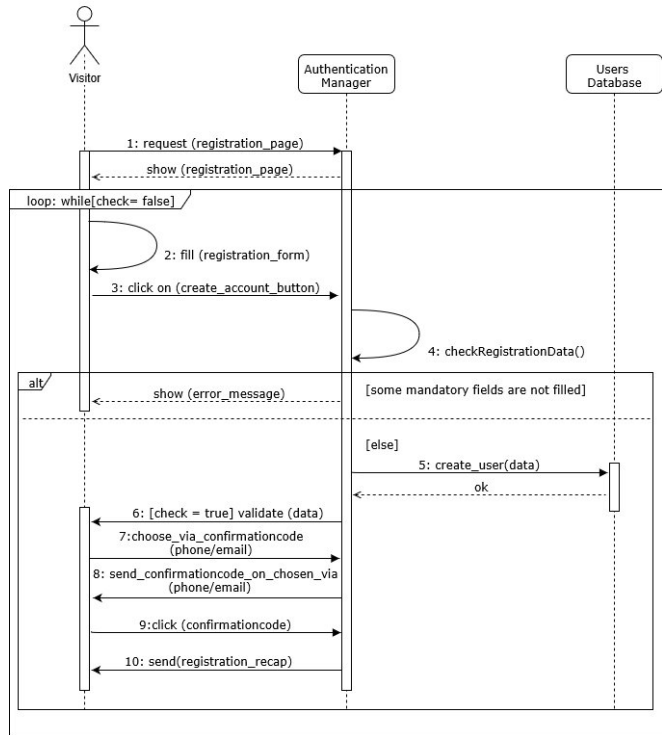 Visitor
Authentication
Manager
Users
Database
1: request (registration_page)
show (registration_page)
loop: while[check= false]
2: fill (registration_form)
3: click on (create_account_button)
4: checkRegistrationData()
alt
show (error_message)
[some mandatory fields are not filled]
[else]
5: create_user(data)
ok
6: [check = true] validate (data)
7:choose_via_confirmationcode
(phone/email)
8: send_confirmationcode_on_chosen_via
(phone/email)
9:click (confirmationcode)
10: send(registration_recap)